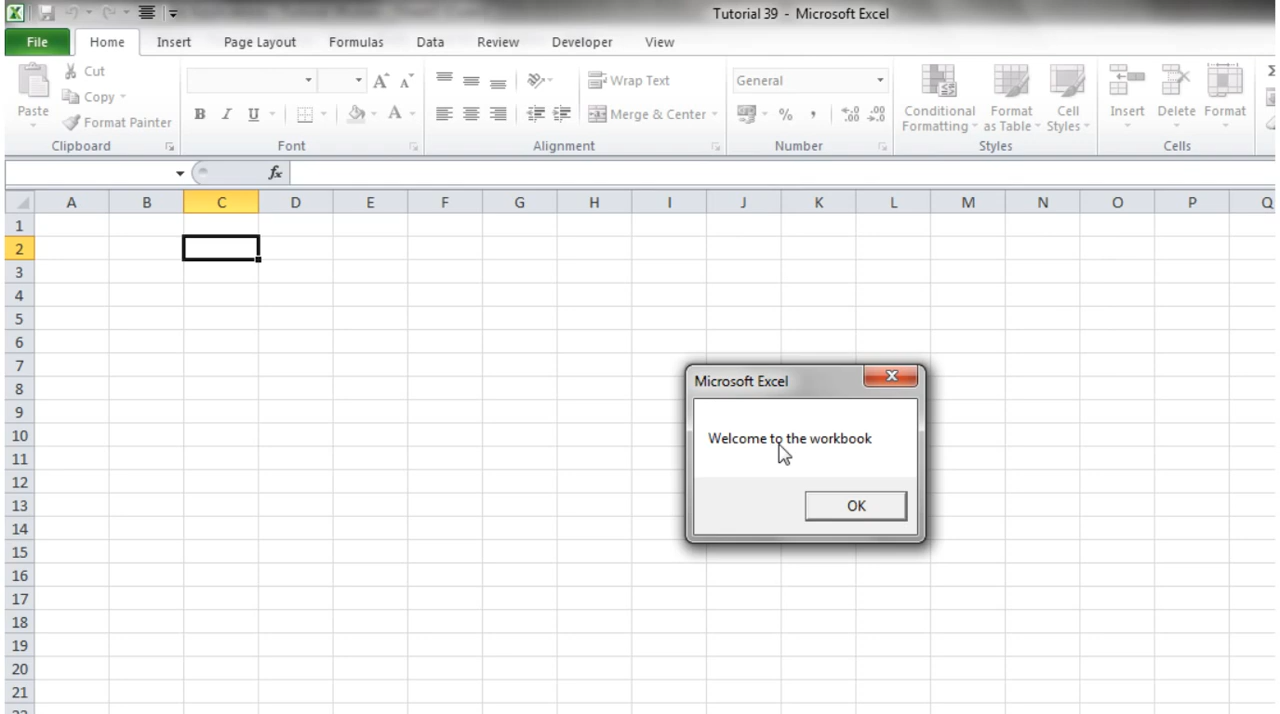 Tutorial 39 - Microsoft Excel
File Home Insert Page Layout Formulas Data Review Developer View
Paste
Cut
Copy
Format Painter
Clipboard
B I U A
Font
Wrap Text
Merge & Center
Alignment
General
% ,
Number
Conditional Formatting
Format as Table
Cell Styles
Styles
Insert Delete Format
Cells
fx
A B C D E F G H I J K L M N O P Q
1
2
3
4
5
6
7
8
9
10
11
12
13
14
15
16
17
18
19
20
21
Microsoft Excel
Welcome to the workbook
OK